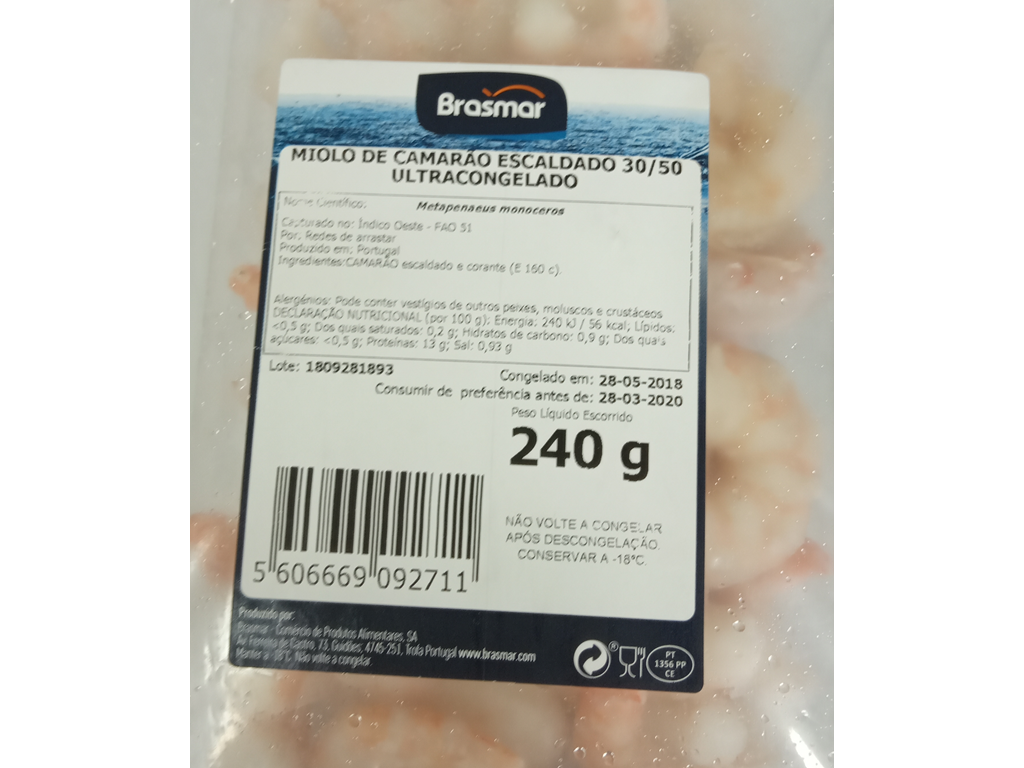 Brasmar
MIOLO DE CAMARÃO ESCALDADO 30/50
ULTRACONGELADO
Nome Científico: Metapenaeus monoceros
Capturado no: Índico Oeste - FAO 51
Por: Redes de arrastar
Produzido em: Portugal
Ingredientes:CAMARÃO escaldado e corante (E 160 c).
Alergénios: Pode conter vestígios de outros peixes, moluscos e crustáceos
DECLARAÇÃO NUTRICIONAL (por 100 g): Energia: 240 kJ / 56 kcal; Lípidos:
<0,5 g; Dos quais saturados: 0,2 g; Hidratos de carbono: 0,9 g; Dos quais
açúcares: <0,5 g; Proteínas: 13 g; Sal: 0,93 g
Lote: 1809281893
Congelado em: 28-05-2018
Consumir de preferência antes de: 28-03-2020
Peso Líquido Escorrido
240 g
NÃO VOLTE A CONGELAR
APÓS DESCONGELAÇÃO.
CONSERVAR A -18ºC.
5 606669 092711
Produzido por:
Brasmar - Comércio de Produtos Alimentares, SA
Av. Ferreira de Castro, 73, Guidões, 4745-251, Trofa Portugal www.brasmar.com
Manter a -18ºC. Não volte a congelar.
®
PT
1356 PP
CE